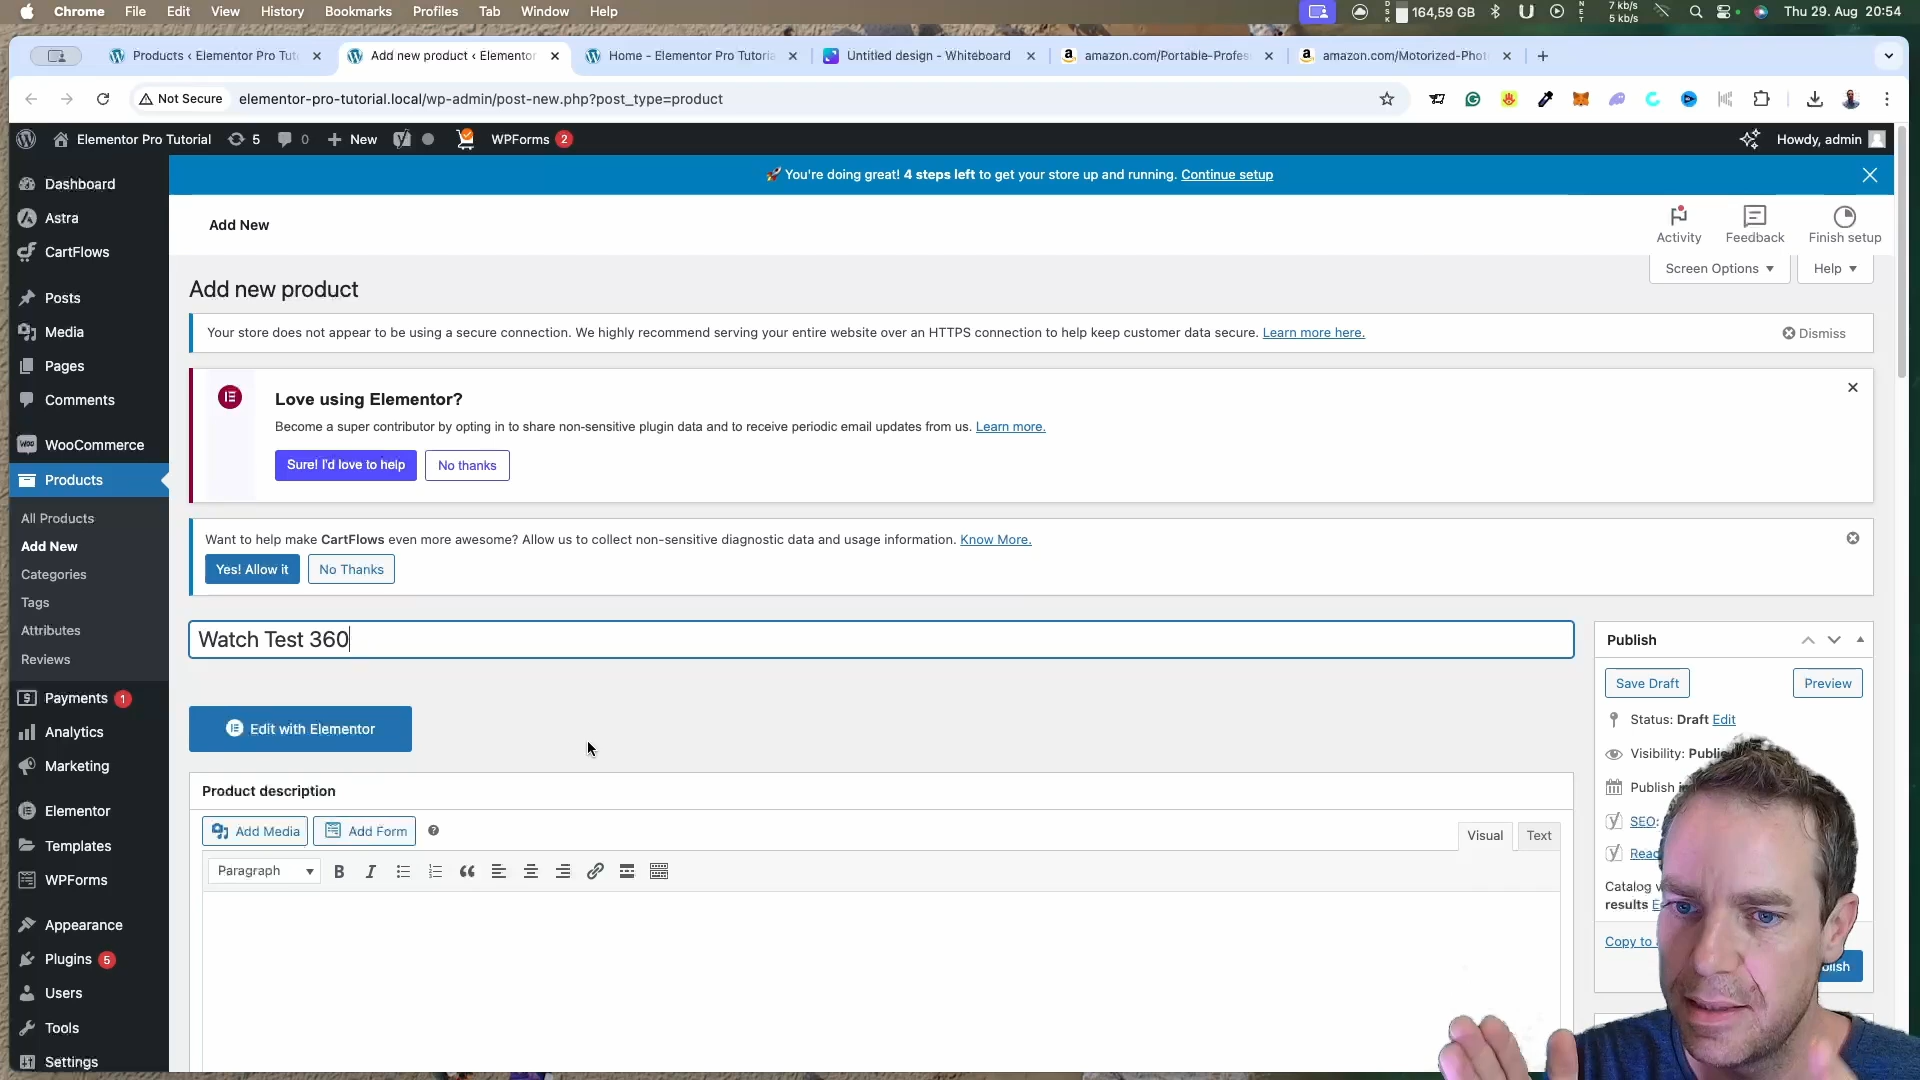 Chrome File Edit View History Bookmarks Profiles Tab Window Help
164,59 GB 7 kb/s 5 kb/s Thu 29. Aug 20:54
Products ‹ Elementor Pro Tut
Add new product ‹ Elementor
Home - Elementor Pro Tutoria
Untitled design - Whiteboard
amazon.com/Portable-Profes
amazon.com/Motorized-Phot
Not Secure elementor-pro-tutorial.local/wp-admin/post-new.php?post_type=product
Elementor Pro Tutorial 5 0 New WPForms 2 Howdy, admin
🚀 You're doing great! 4 steps left to get your store up and running. Continue setup
Dashboard
Astra
CartFlows
Posts
Media
Pages
Comments
WooCommerce
Products
All Products
Add New
Categories
Tags
Attributes
Reviews
Payments 1
Analytics
Marketing
Elementor
Templates
WPForms
Appearance
Plugins 5
Users
Tools
Settings
Add New
Activity Feedback Finish setup
Screen Options Help
Add new product
Your store does not appear to be using a secure connection. We highly recommend serving your entire website over an HTTPS connection to help keep customer data secure. Learn more here.
Dismiss
Love using Elementor?
Become a super contributor by opting in to share non-sensitive plugin data and to receive periodic email updates from us. Learn more.
Sure! I'd love to help No thanks
Want to help make CartFlows even more awesome? Allow us to collect non-sensitive diagnostic data and usage information. Know More.
Yes! Allow it No Thanks
Watch Test 360
Edit with Elementor
Product description
Add Media Add Form
Visual Text
Paragraph
Publish
Save Draft Preview
Status: Draft Edit
Visibility: Publi
Publish i
SEO:
Reac
Catalog v
results E
Copy to a
blish